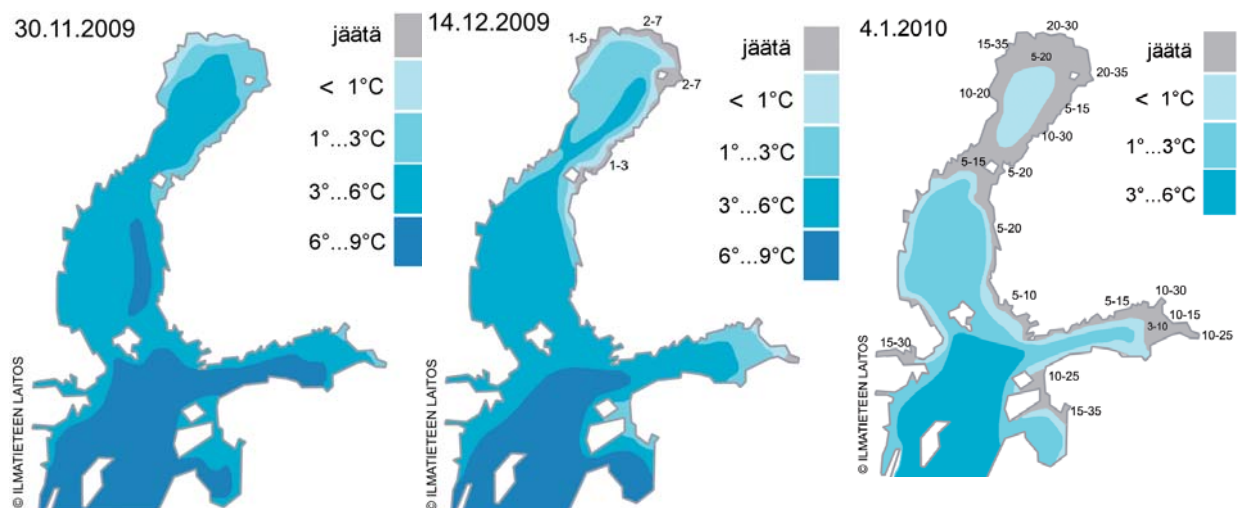 30.11.2009
jäätä
< 1°C
1°...3°C
3°...6°C
6°...9°C
© ILMATIETEEN LAITOS
14.12.2009
2-7
1-5
2-7
1-3
jäätä
< 1°C
1°...3°C
3°...6°C
6°...9°C
© ILMATIETEEN LAITOS
4.1.2010
20-30
15-35
5-20
20-35
10-20
5-15
10-30
5-15
5-20
5-20
5-10
5-15
10-30
10-15
3-10
10-25
15-30
10-25
15-35
jäätä
< 1°C
1°...3°C
3°...6°C
© ILMATIETEEN LAITOS